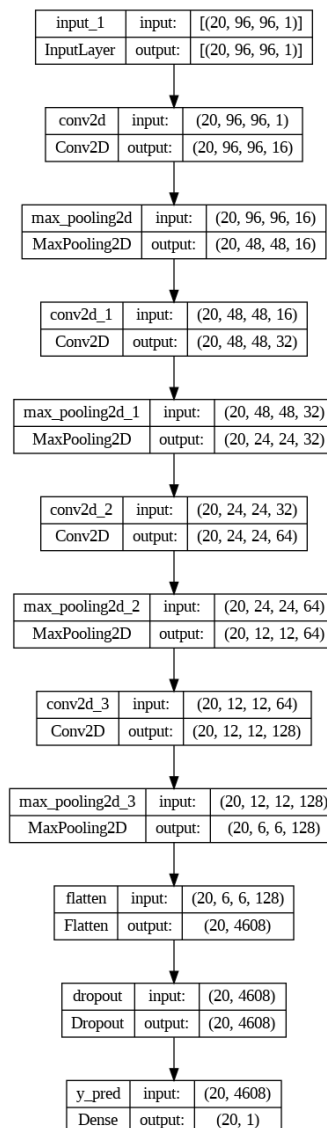 input_1 input: [(20, 96, 96, 1)]
InputLayer output: [(20, 96, 96, 1)]
conv2d input: (20, 96, 96, 1)
Conv2D output: (20, 96, 96, 16)
max_pooling2d input: (20, 96, 96, 16)
MaxPooling2D output: (20, 48, 48, 16)
conv2d_1 input: (20, 48, 48, 16)
Conv2D output: (20, 48, 48, 32)
max_pooling2d_1 input: (20, 48, 48, 32)
MaxPooling2D output: (20, 24, 24, 32)
conv2d_2 input: (20, 24, 24, 32)
Conv2D output: (20, 24, 24, 64)
max_pooling2d_2 input: (20, 24, 24, 64)
MaxPooling2D output: (20, 12, 12, 64)
conv2d_3 input: (20, 12, 12, 64)
Conv2D output: (20, 12, 12, 128)
max_pooling2d_3 input: (20, 12, 12, 128)
MaxPooling2D output: (20, 6, 6, 128)
flatten input: (20, 6, 6, 128)
Flatten output: (20, 4608)
dropout input: (20, 4608)
Dropout output: (20, 4608)
y_pred input: (20, 4608)
Dense output: (20, 1)